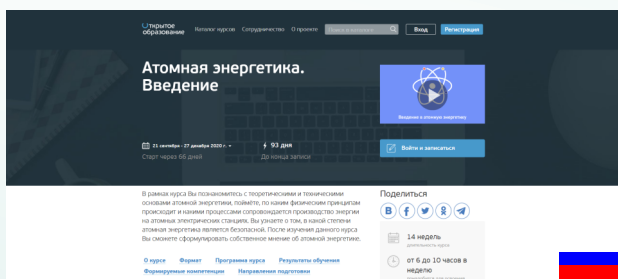 Открытое образование
Каталог курсов Сотрудничество О проекте Вход Регистрация
Атомная энергетика.
Введение
Введение в атомную энергетику
21 сентября - 27 декабря 2020 г.
93 дня
Войти и записаться
Старт через 66 дней
До конца записи
В рамках курса Вы познакомитесь с теоретическими и техническими
основами атомной энергетики, поймёте, по каким физическим принципам
происходит и какими процессами сопровождается производство энергии
на атомных электрических станциях. Вы узнаете о том, в какой степени
атомная энергетика является безопасной. После изучения данного курса
Вы сможете сформулировать собственное мнение об атомной энергетике.
О курсе Формат Программа курса Результаты обучения
Формируемые компетенции Направления подготовки
Поделиться
14 недель
длительность курса
от 6 до 10 часов в
неделю